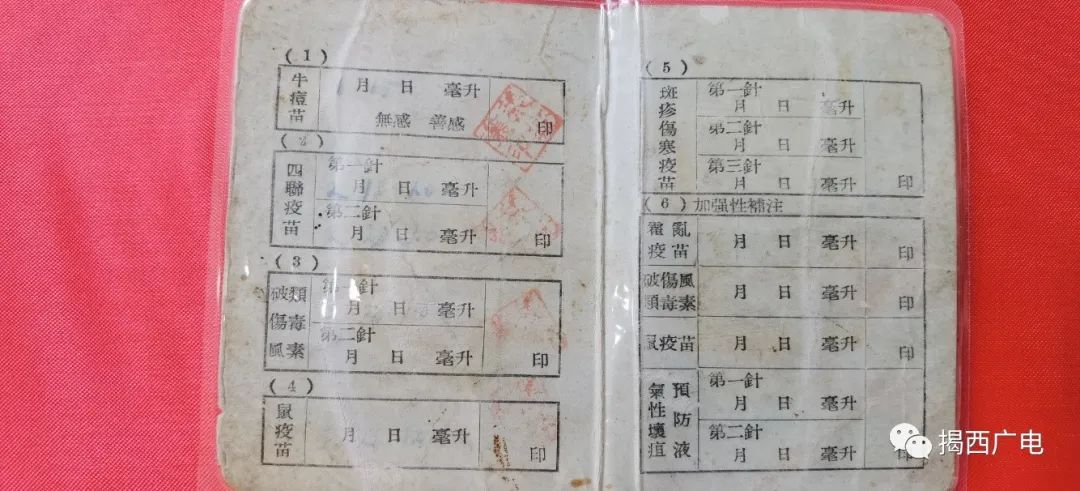 (1)
牛痘苗
月 日 毫升
無感 善感
印
(2)
四聯疫苗
第一針
月 日 毫升
第二針
月 日 毫升
印
(3)
破傷風類毒素
第一針
月 日 毫升
第二針
月 日 毫升
印
(4)
鼠疫苗
月 日 毫升
印
(5)
斑疹傷寒疫苗
第一針
月 日 毫升
第二針
月 日 毫升
第三針
月 日 毫升
印
(6) 加强性補注
霍亂疫苗
月 日 毫升
印
破傷風類毒素
月 日 毫升
印
鼠疫苗
月 日 毫升
印
氣性壞疽預防液
第一針
月 日 毫升
第二針
月 日 毫升
印
揭西广电